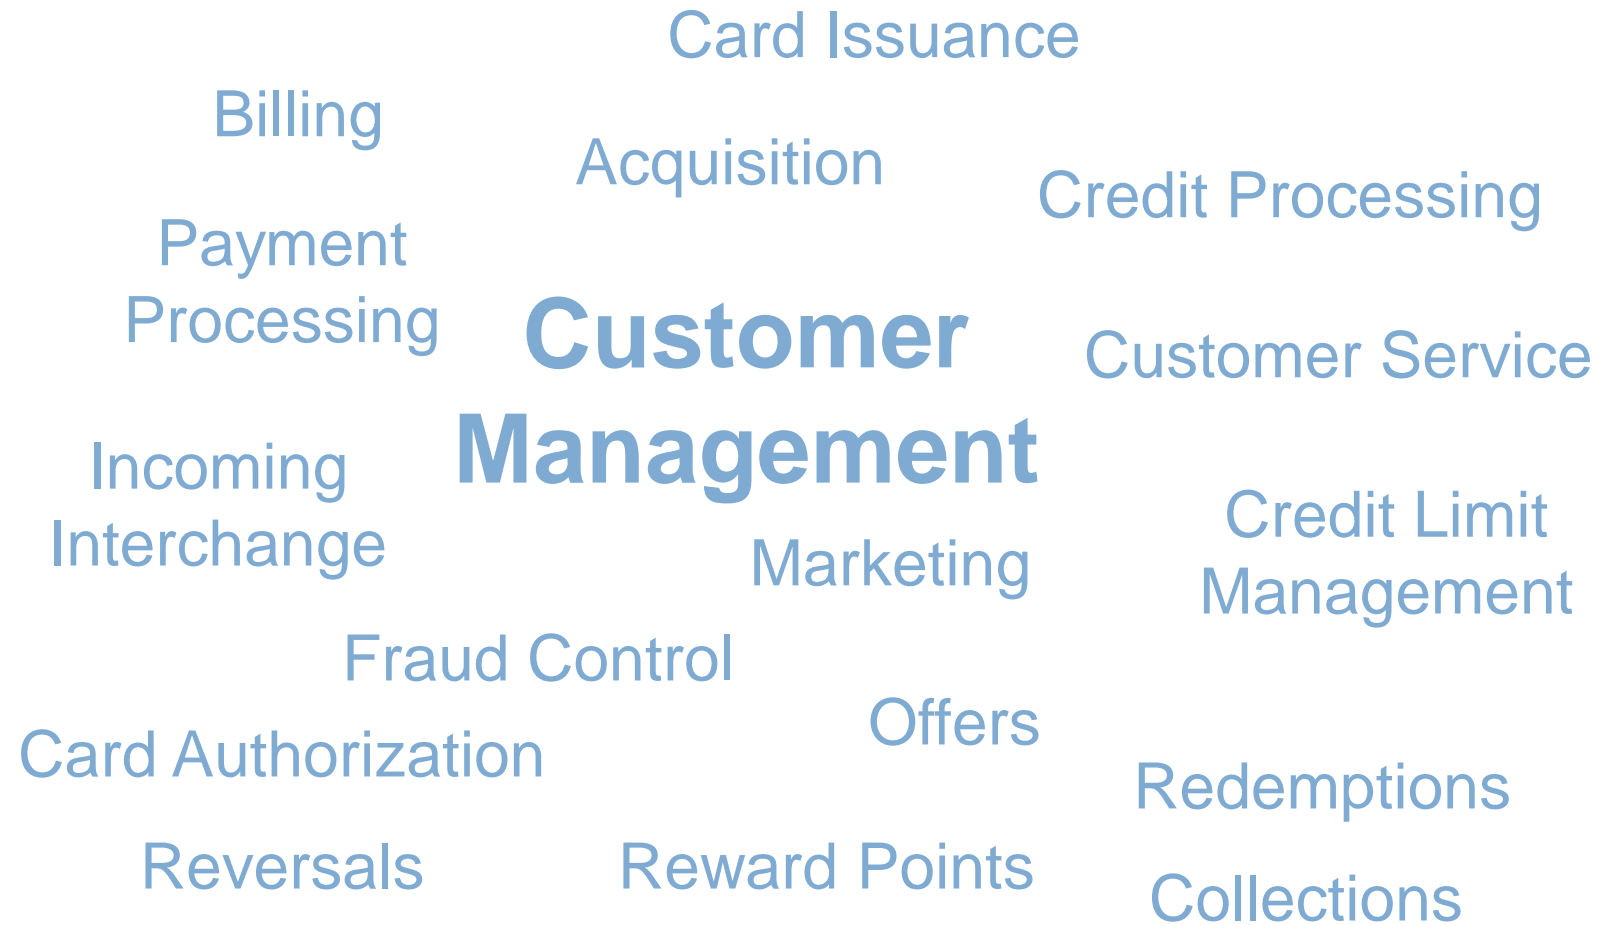 Card Issuance
Billing
Acquisition
Credit Processing
Payment
Processing
Customer
Management
Customer Service
Incoming
Interchange
Marketing
Credit Limit
Management
Fraud Control
Offers
Card Authorization
Redemptions
Reversals
Reward Points
Collections